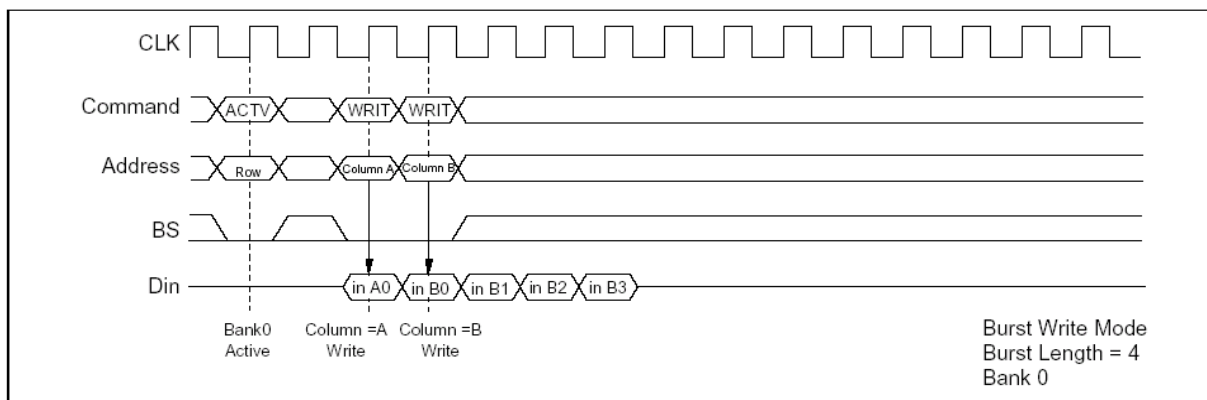 CLK
Command ACTV WRIT WRIT
Address Row Column A Column B
BS
Din in A0 in B0 in B1 in B2 in B3
Bank0 Column =A Column =B
Active Write Write
Burst Write Mode
Burst Length = 4
Bank 0